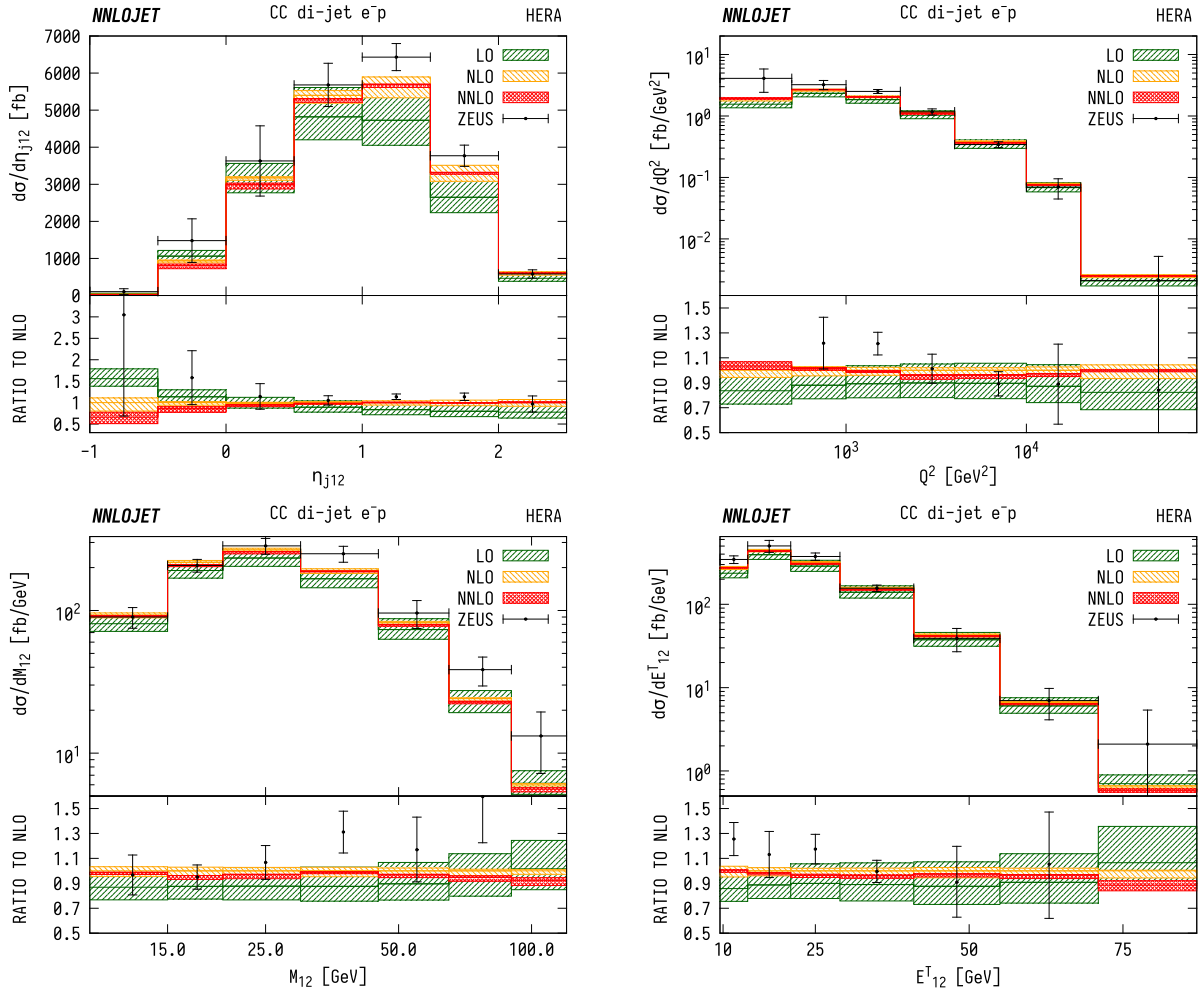 NNLOJET CC di-jet e⁻p HERA
dσ/dη_j12 [fb]
7000
6000
5000
4000
3000
2000
1000
0
LO
NLO
NNLO
ZEUS
RATIO TO NLO
3
2.5
2
1.5
1
0.5
-1 0 1 2
η_j12
NNLOJET CC di-jet e⁻p HERA
dσ/dQ² [fb/GeV²]
10¹
10⁰
10⁻¹
10⁻²
LO
NLO
NNLO
ZEUS
RATIO TO NLO
1.5
1.3
1.1
0.9
0.7
0.5
10³ 10⁴
Q² [GeV²]
NNLOJET CC di-jet e⁻p HERA
dσ/dM₁₂ [fb/GeV]
10²
10¹
LO
NLO
NNLO
ZEUS
RATIO TO NLO
1.5
1.3
1.1
0.9
0.7
0.5
15.0 25.0 50.0 100.0
M₁₂ [GeV]
NNLOJET CC di-jet e⁻p HERA
dσ/dEᵀ₁₂ [fb/GeV]
10²
10¹
10⁰
LO
NLO
NNLO
ZEUS
RATIO TO NLO
1.5
1.3
1.1
0.9
0.7
0.5
10 25 50 75
Eᵀ₁₂ [GeV]